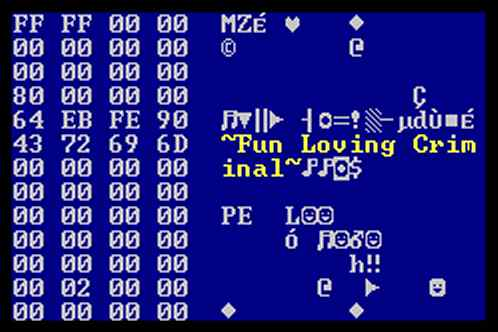 FF FF 00 00 MZÉ ♥ ♦
00 00 00 00 © @
00 00 00 00
80 00 00 00 Ç
64 EB FE 90 ♫▼║► ┤○=!▒─µdù■É
43 72 69 6D ~Fun Loving Crim
00 00 00 00 inal~♪♪◙$
00 00 00 00
00 00 00 00 PE L☺☺
00 00 00 00 ó ♫☺♂☺
00 00 00 00 h‼
00 02 00 00 @ ► ☻
00 00 00 00 ♦ ♦